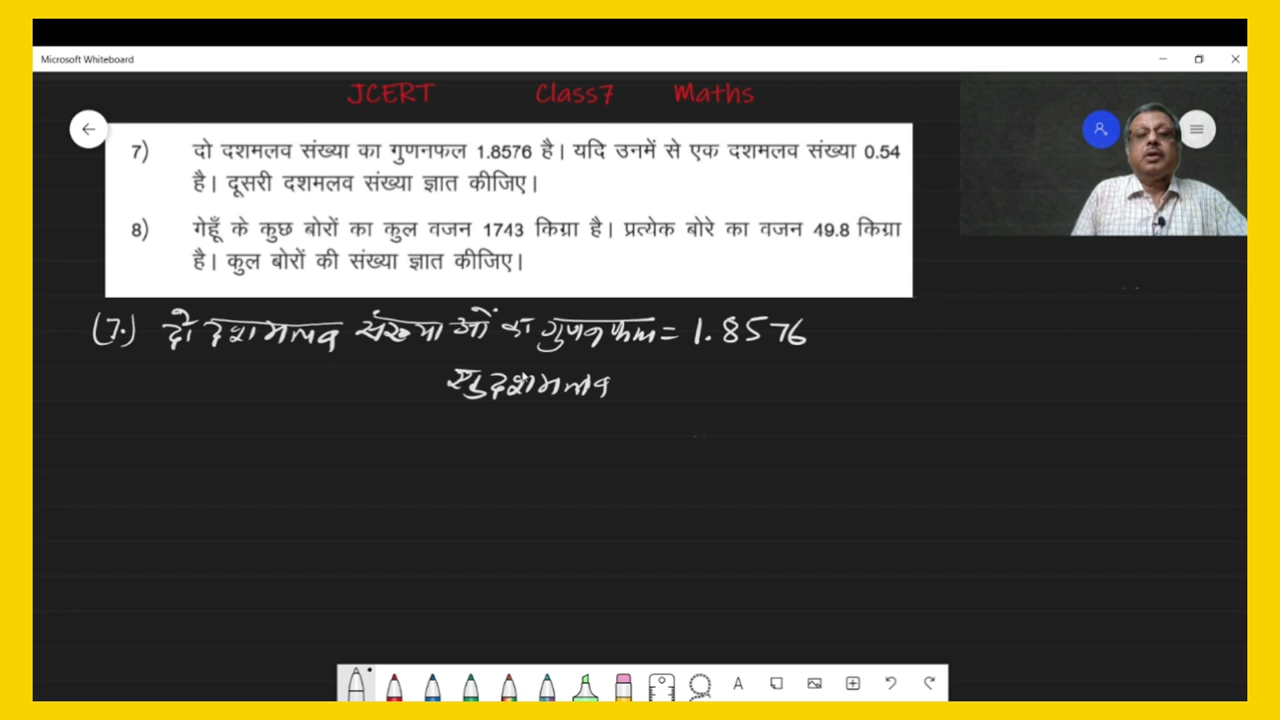 Microsoft Whiteboard
JCERT Class7 Maths
7) दो दशमलव संख्या का गुणनफल 1.8576 है। यदि उनमें से एक दशमलव संख्या 0.54
है। दूसरी दशमलव संख्या ज्ञात कीजिए।
8) गेहूँ के कुछ बोरों का कुल वजन 1743 किग्रा है। प्रत्येक बोरे का वजन 49.8 किग्रा
है। कुल बोरों की संख्या ज्ञात कीजिए।
(7.) दो दशमलव संख्याओं का गुणनफल = 1.8576
एक दशमलव
A